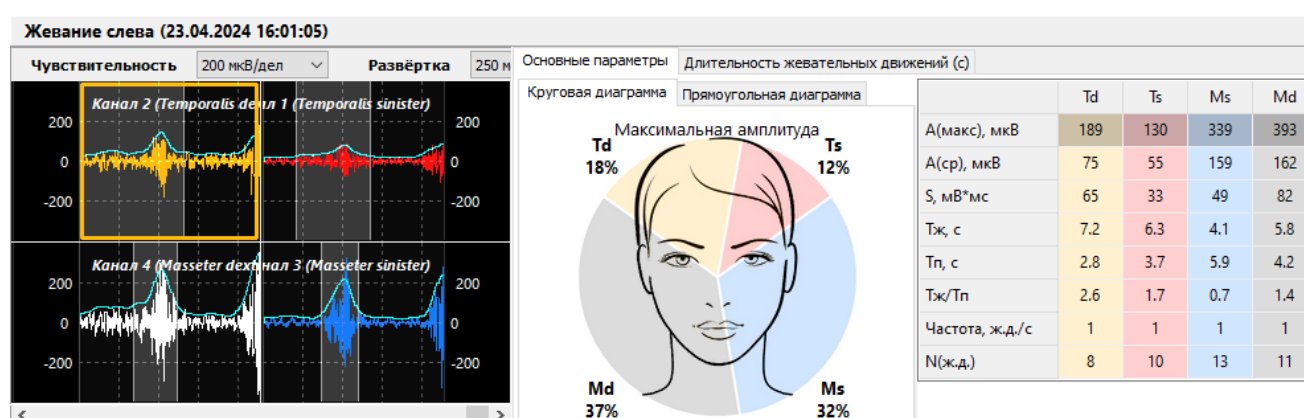 Жевание слева (23.04.2024 16:01:05)
Чувствительность 200 мкВ/дел Развёртка 250 м
Канал 2 (Temporalis de
нл 1 (Temporalis sinister)
200 200
0 0
-200 -200
Канал 4 (Masseter dext
нал 3 (Masseter sinister)
200 200
0 0
-200 -200
Основные параметры Длительность жевательных движений (с)
Круговая диаграмма Прямоугольная диаграмма
Максимальная амплитуда
Td Ts
18% 12%
Md Ms
37% 32%
Td Ts Ms Md
A(макс), мкВ 189 130 339 393
A(ср), мкВ 75 55 159 162
S, мВ*мс 65 33 49 82
Тж, с 7.2 6.3 4.1 5.8
Тп, с 2.8 3.7 5.9 4.2
Тж/Тп 2.6 1.7 0.7 1.4
Частота, ж.д./с 1 1 1 1
N(ж.д.) 8 10 13 11